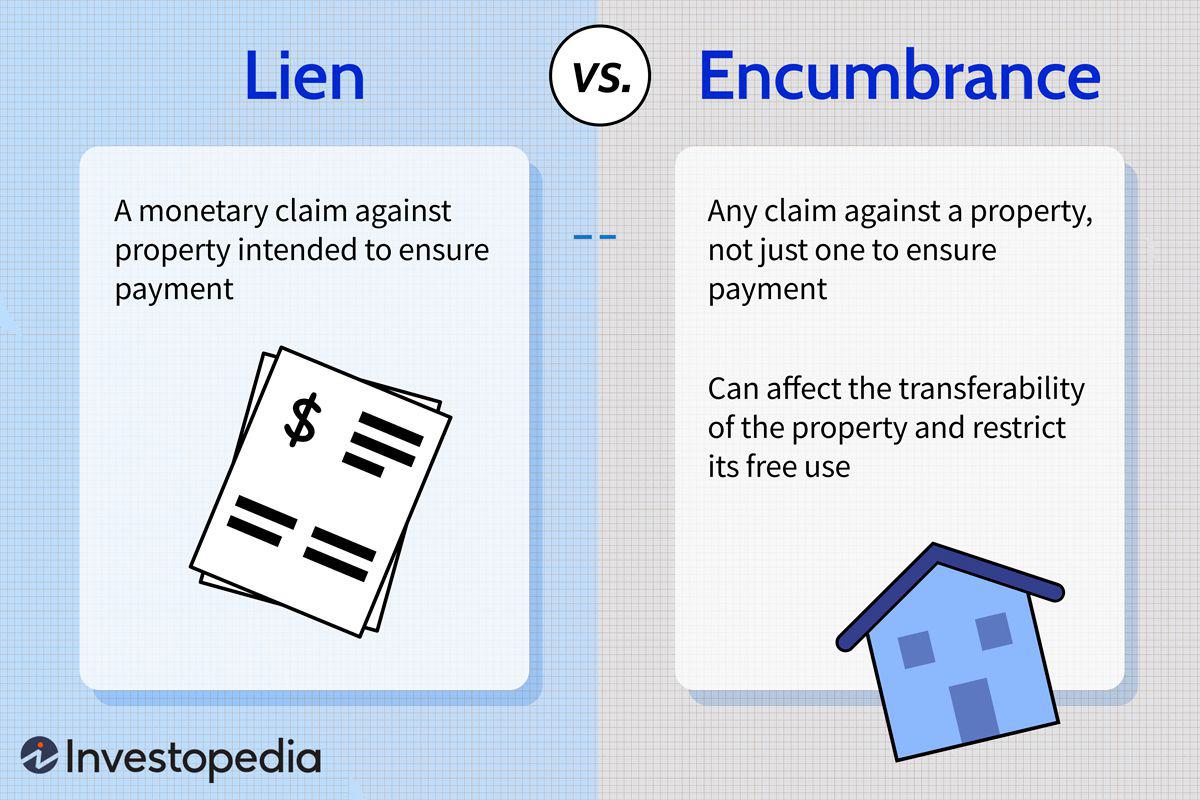 Lien
VS.
Encumbrance
A monetary claim against
property intended to ensure
payment
$
Any claim against a property,
not just one to ensure
payment
Can affect the transferability
of the property and restrict
its free use
Investopedia